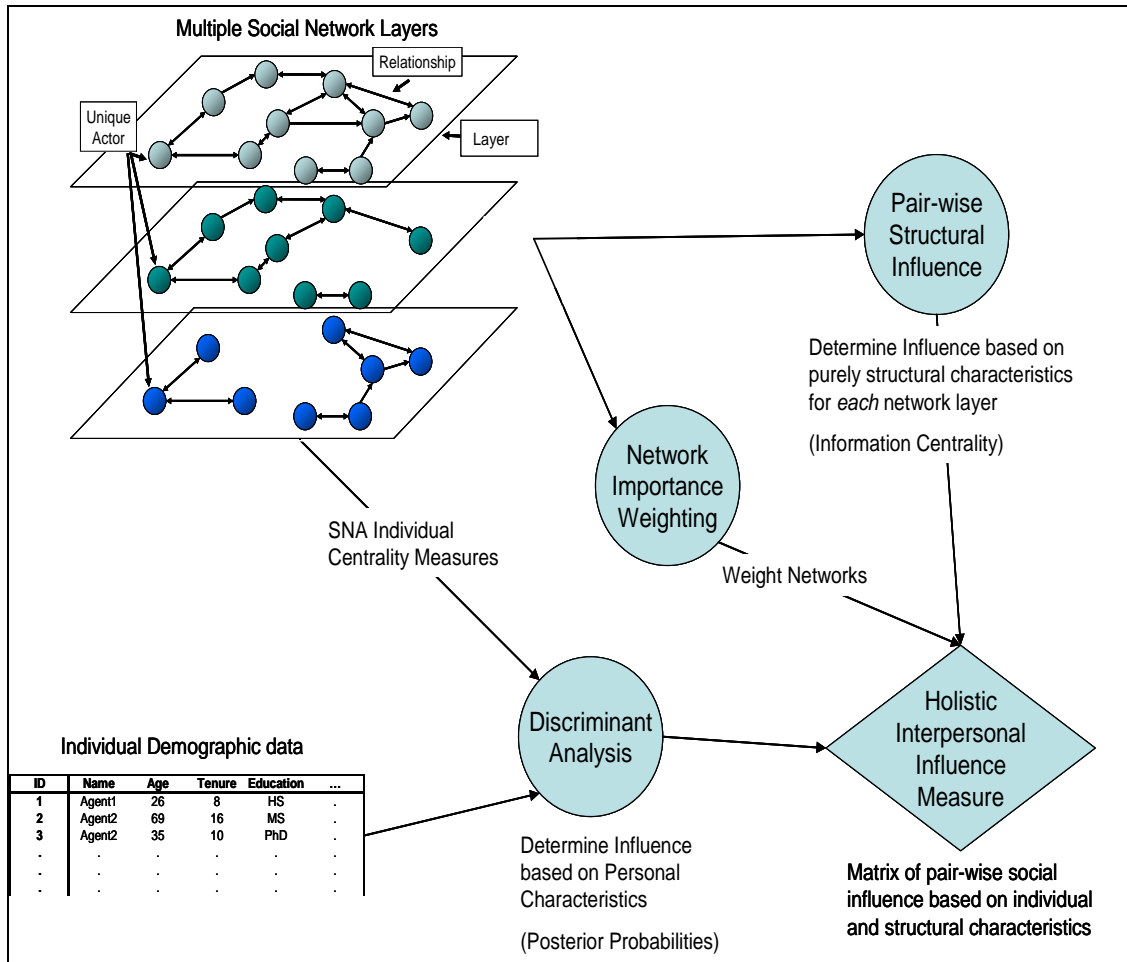 Multiple Social Network Layers
Relationship
Unique
Actor
Layer
Pair-wise
Structural
Influence
Determine Influence based on
purely structural characteristics
for each network layer
(Information Centrality)
Network
Importance
Weighting
SNA Individual
Centrality Measures
Weight Networks
Discriminant
Analysis
Holistic
Interpersonal
Influence
Measure
Individual Demographic data
ID Name Age Tenure Education ...
1 Agent1 26 8 HS .
2 Agent2 69 16 MS .
3 Agent2 35 10 PhD .
. . . . . .
. . . . . .
. . . . . .
Determine Influence
based on Personal
Characteristics
(Posterior Probabilities)
Matrix of pair-wise social
influence based on individual
and structural characteristics